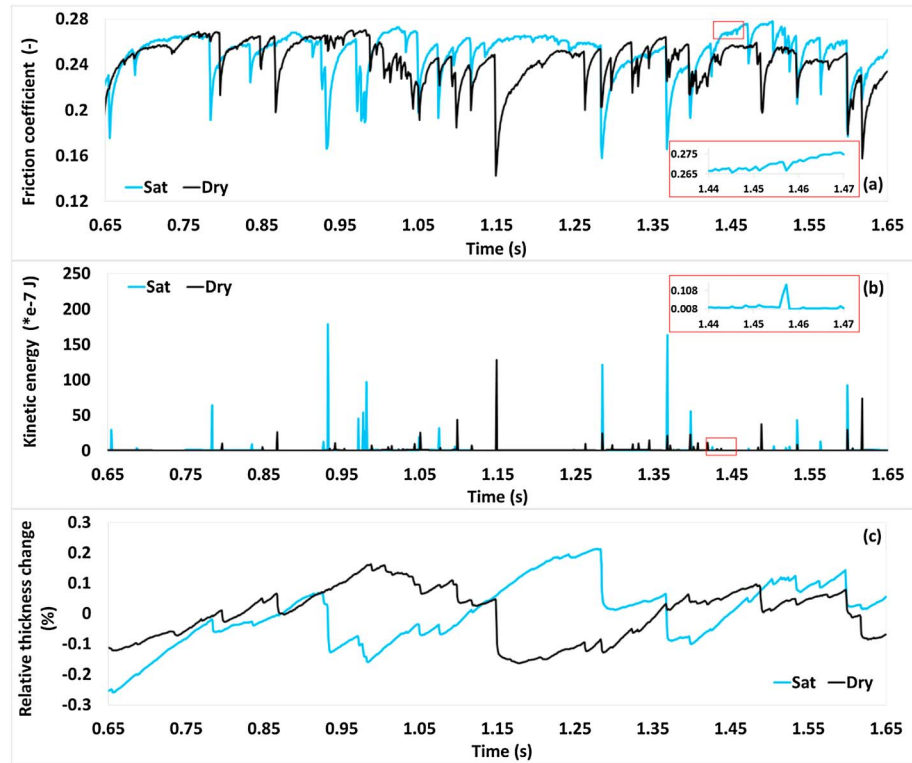 0.28
0.24
0.2
0.16
0.12
Friction coefficient (-)
Sat Dry
0.275
0.265
1.44 1.45 1.46 1.47
(a)
0.65 0.75 0.85 0.95 1.05 1.15 1.25 1.35 1.45 1.55 1.65
Time (s)
250
200
150
100
50
0
Kinetic energy (*e-7 J)
Sat Dry
(b)
0.108
0.008
1.44 1.45 1.46 1.47
0.65 0.75 0.85 0.95 1.05 1.15 1.25 1.35 1.45 1.55 1.65
Time (s)
0.3
0.2
0.1
0
-0.1
-0.2
-0.3
Relative thickness change
(%)
(c)
Sat Dry
0.65 0.75 0.85 0.95 1.05 1.15 1.25 1.35 1.45 1.55 1.65
Time (s)